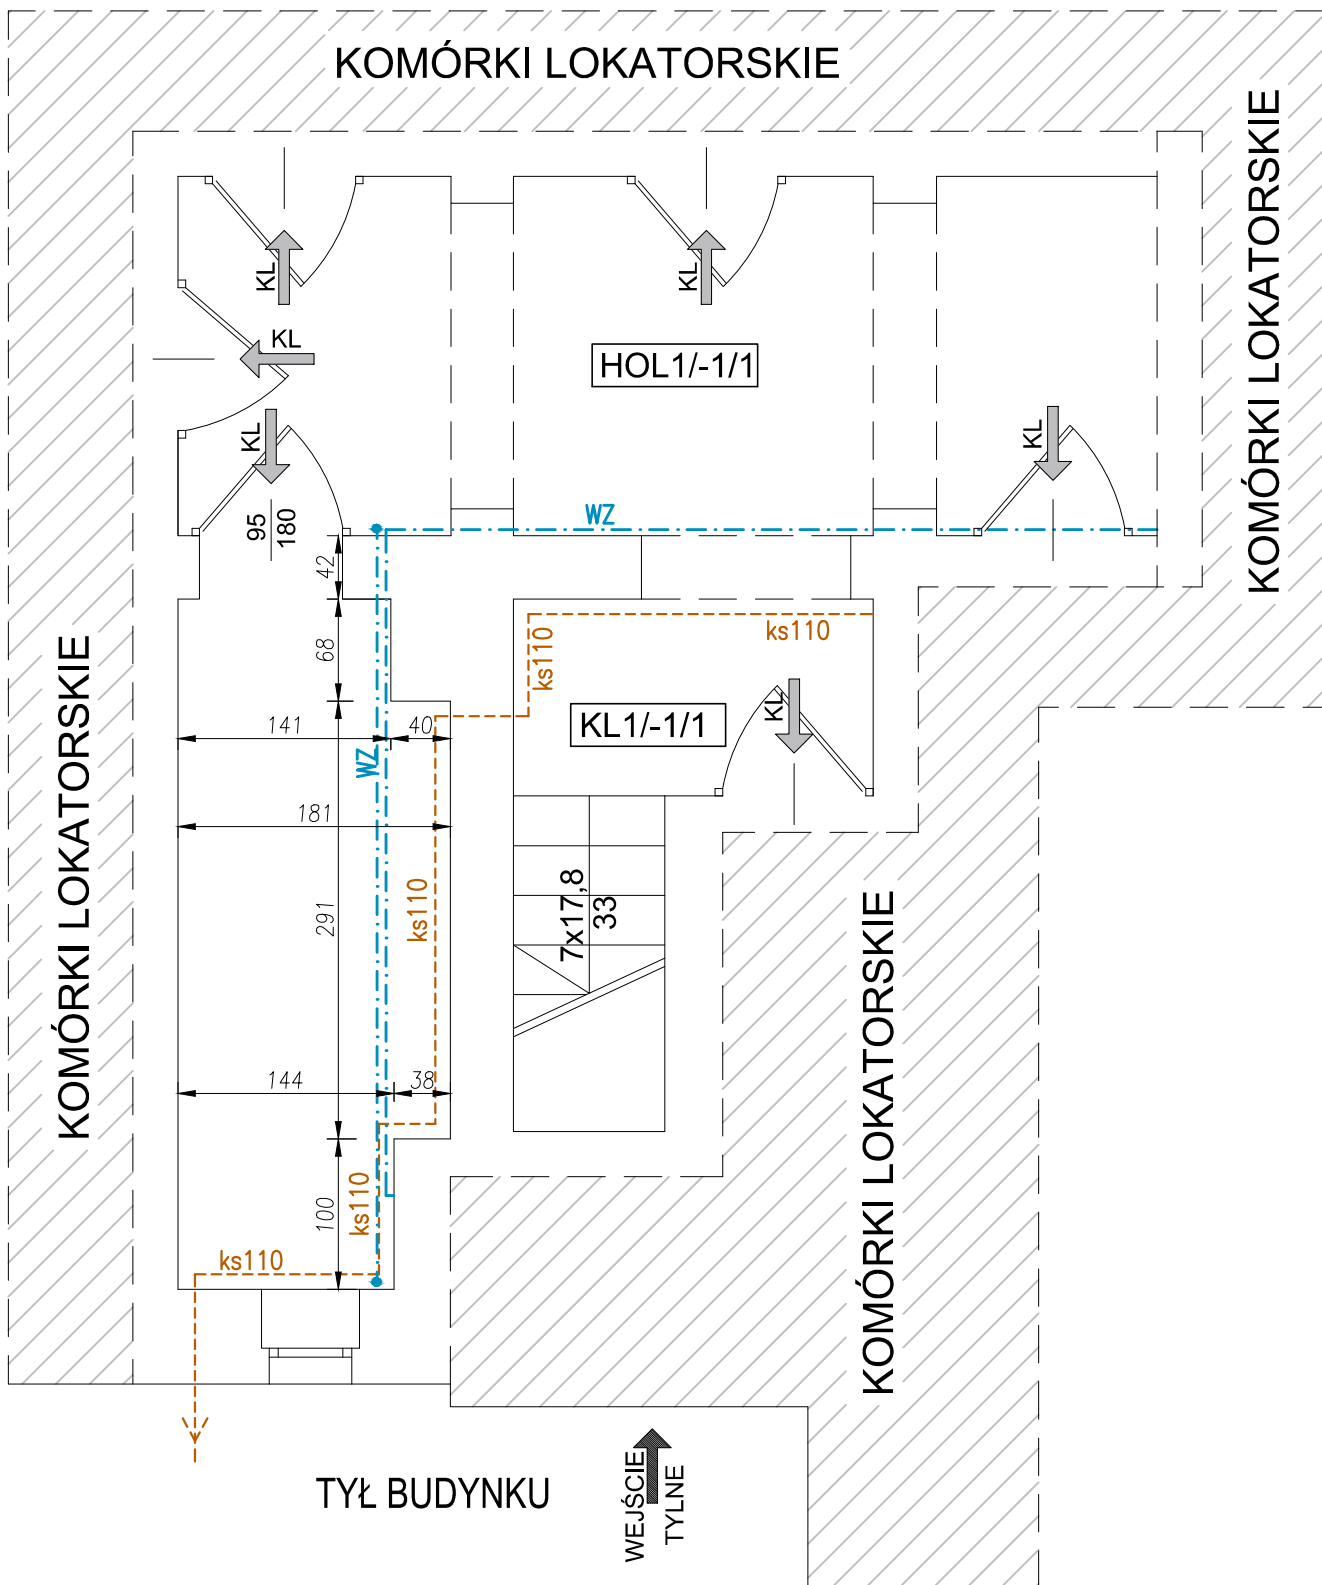 KOMÓRKI LOKATORSKIE
KOMÓRKI LOKATORSKIE
KL
KL
KL
HOL1/-1/1
KL
KL
95
180
WZ
42
68
ks110
ks110
KOMÓRKI LOKATORSKIE
141
40
WZ
KL1/-1/1
KL
181
291
ks110
7x17,8
33
KOMÓRKI LOKATORSKIE
144
38
100
ks110
ks110
TYŁ BUDYNKU
WEJŚCIE
TYLNE